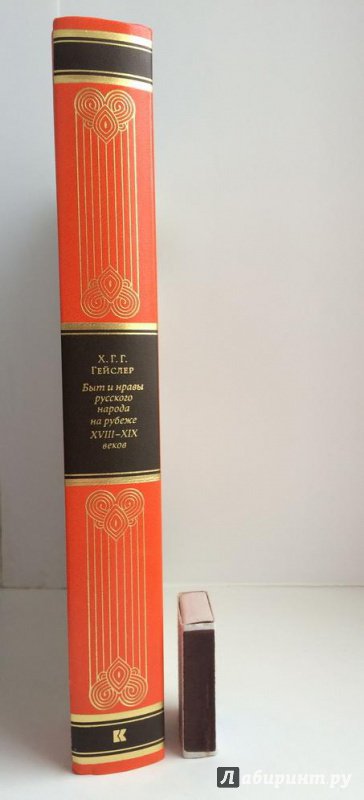 Х. Г. Г.
Гейслер
Быт и нравы
русского
народа
на рубеже
XVIII–XIX
веков
К
Лабиринт.ру